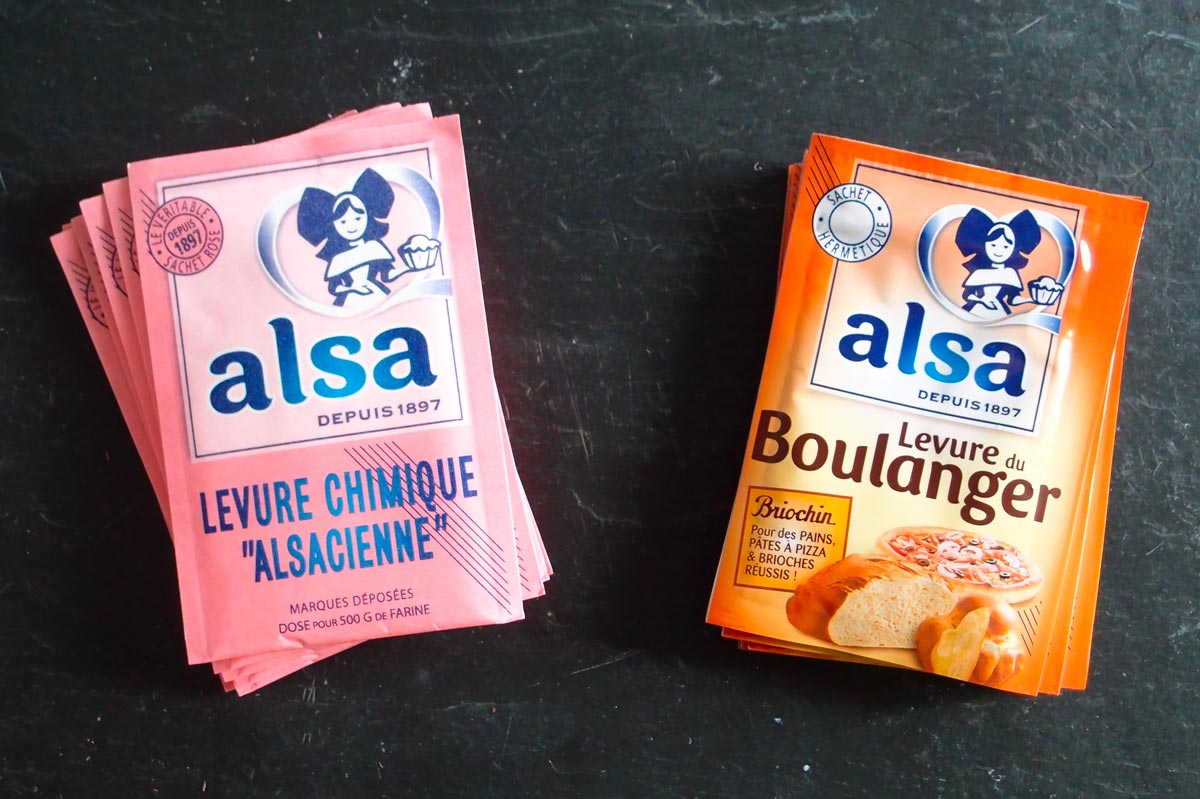 LE VERITABLE
DEPUIS
1897
SACHET ROSE
alsa
DEPUIS 1897
LEVURE CHIMIQUE
"ALSACIENNE"
MARQUES DÉPOSÉES
DOSE POUR 500 G DE FARINE
SACHET
HERMÉTIQUE
alsa
DEPUIS 1897
Levure du
Boulanger
Briochin
Pour des PAINS,
PÂTES À PIZZA
& BRIOCHES
RÉUSSIS !